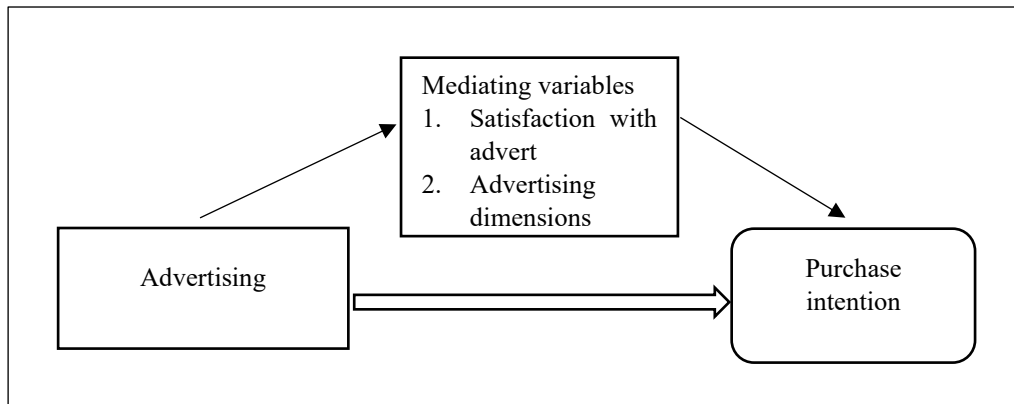 Mediating variables
1. Satisfaction with
advert
2. Advertising
dimensions
Advertising
Purchase
intention